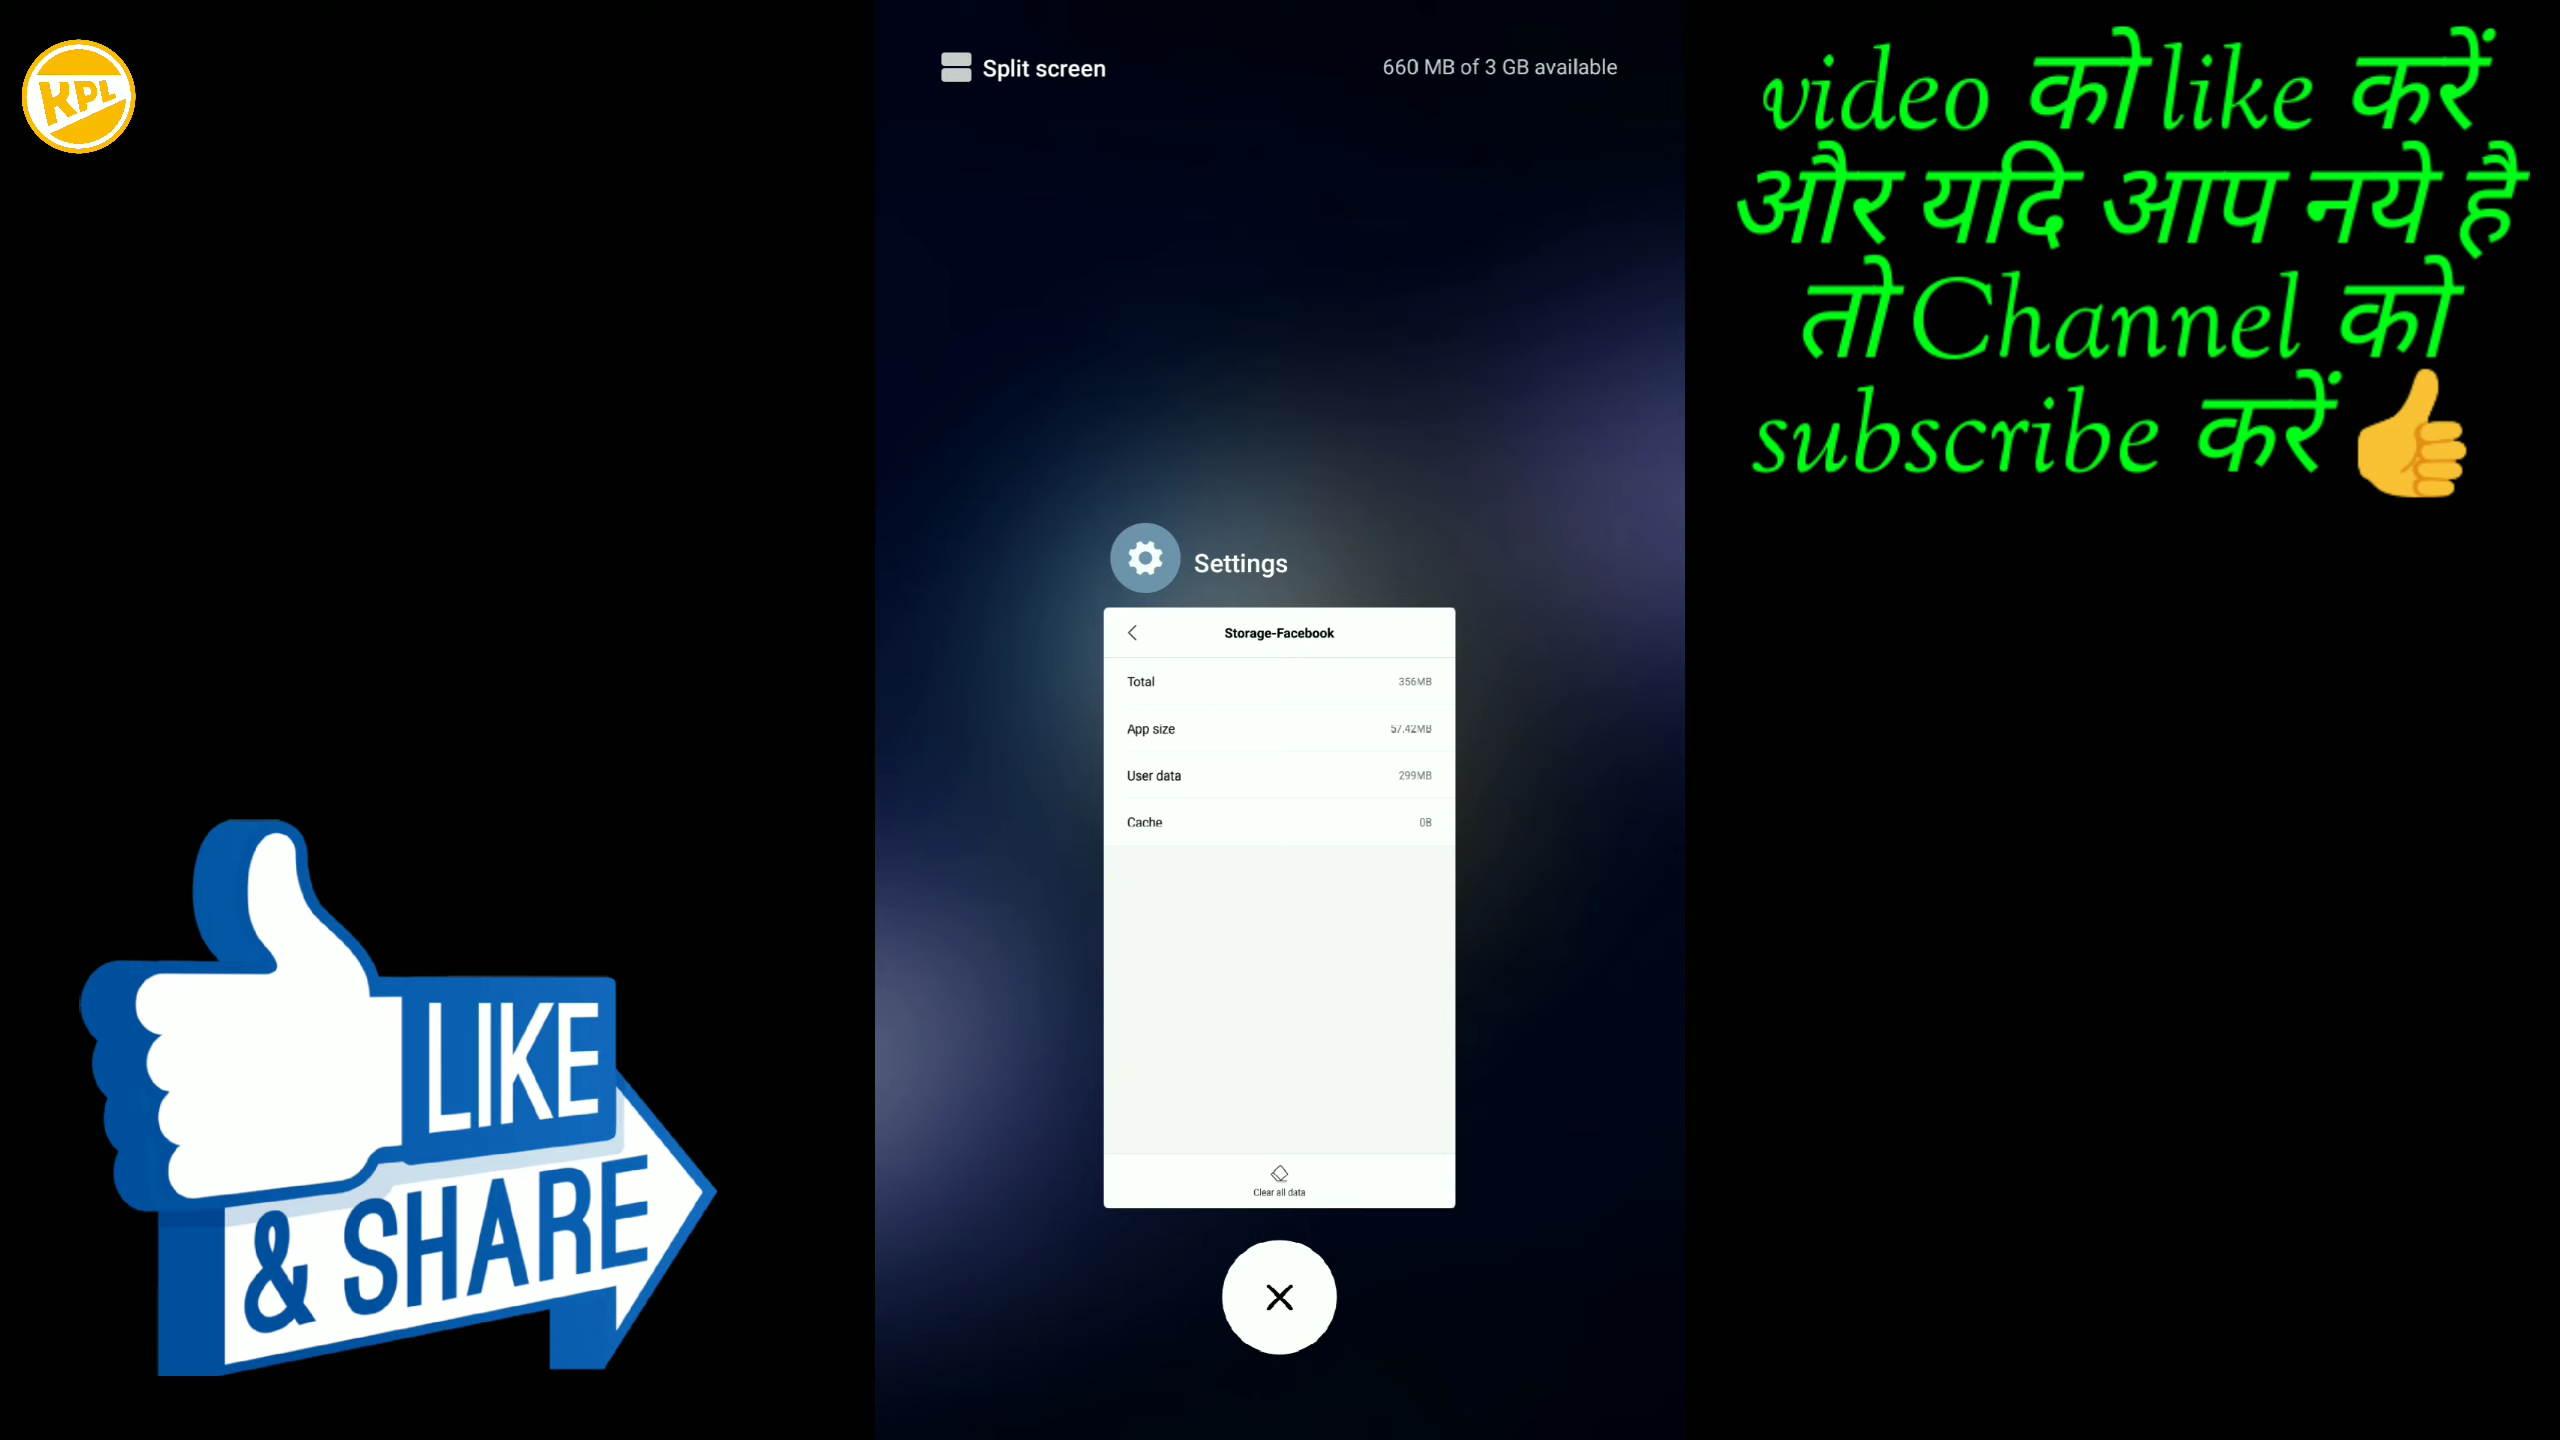 KPL
Split screen
660 MB of 3 GB available
video को like करें
और यदि आप नये है
तो Channel को
subscribe करें
Settings
Storage-Facebook
Total 356MB
App size 57.42MB
User data 299MB
Cache 0B
Clear all data
LIKE
& SHARE